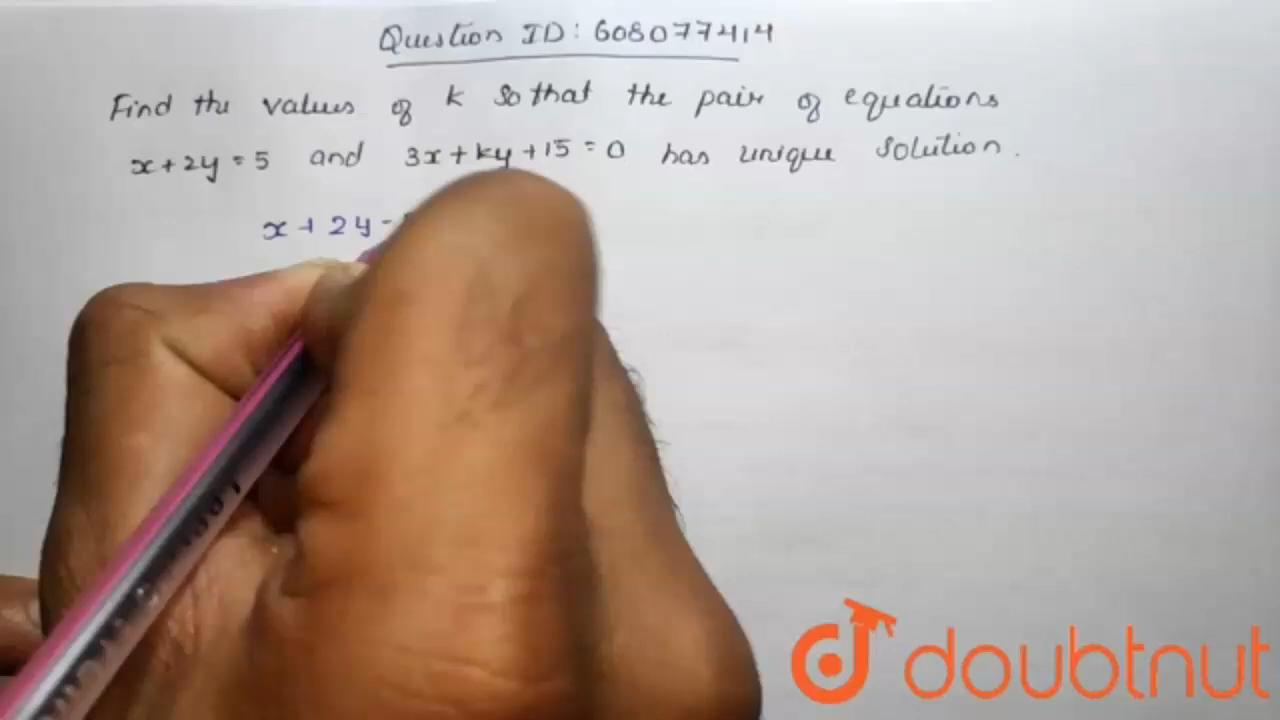 Question ID: 608077414
Find the values of k so that the pair of equations
x + 2y = 5 and 3x + ky + 15 = 0 has unique solution.
x + 2y -
doubtnut